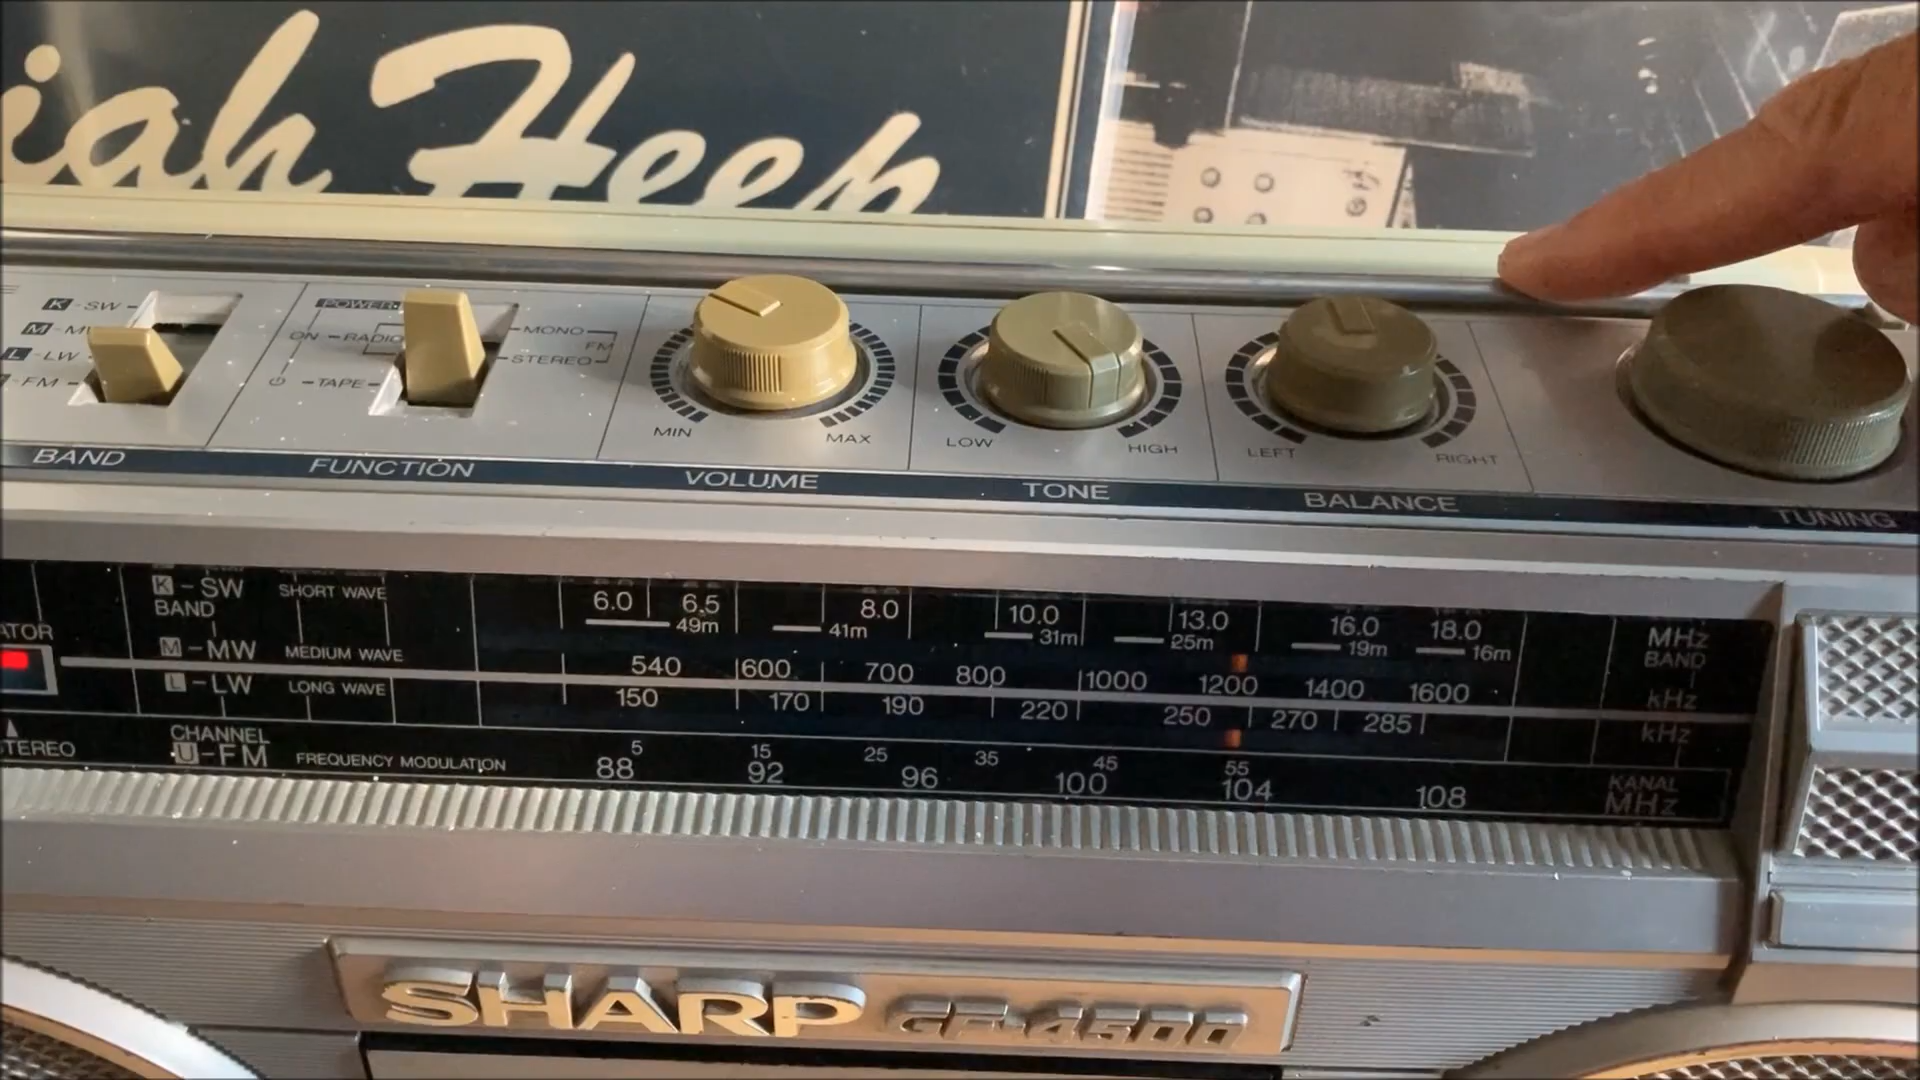 iah Heep
K-SW
M-MW
L-LW
-FM
POWER
ON
RADIO
TAPE
MONO
FM
STEREO
MIN
MAX
LOW
HIGH
LEFT
RIGHT
BAND
FUNCTION
VOLUME
TONE
BALANCE
TUNING
K-SW SHORT WAVE 6.0 6.5 8.0 10.0 13.0 16.0 18.0 MHz
BAND 49m 41m 31m 25m 19m 16m BAND
M-MW MEDIUM WAVE 540 600 700 800 1000 1200 1400 1600 kHz
L-LW LONG WAVE 150 170 190 220 250 270 285 kHz
ATOR
STEREO
CHANNEL 5 15 25 35 45 55 KANAL
U-FM FREQUENCY MODULATION 88 92 96 100 104 108 MHz
SHARP GF-4500